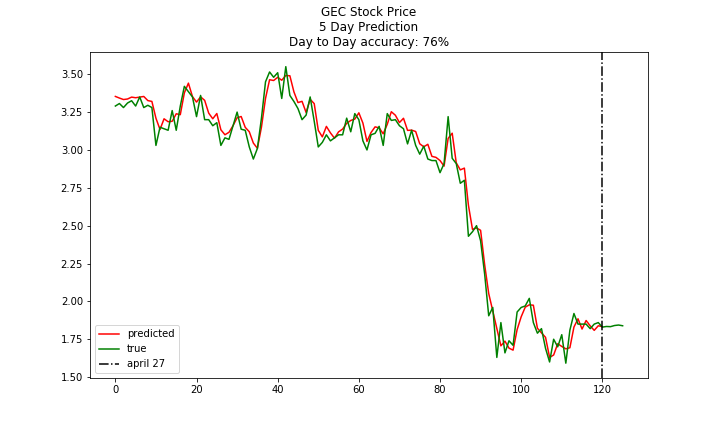 GEC Stock Price
5 Day Prediction
Day to Day accuracy: 76%
3.50
3.25
3.00
2.75
2.50
2.25
2.00
1.75
1.50
predicted
true
april 27
0
20
40
60
80
100
120